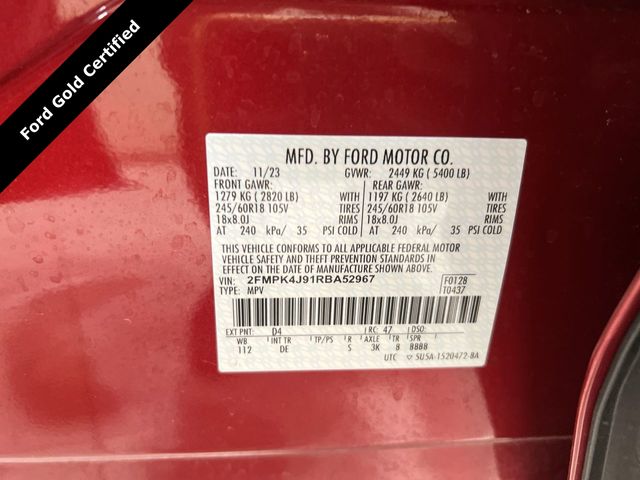 Ford Gold Certified
MFD. BY FORD MOTOR CO.
DATE: 11/23 GVWR: 2449 KG ( 5400 LB)
FRONT GAWR: REAR GAWR:
1279 KG ( 2820 LB) WITH 1197 KG ( 2640 LB) WITH
245/60R18 105V TIRES 245/60R18 105V TIRES
18x8.0J RIMS 18x8.0J RIMS
AT 240 kPa/ 35 PSI COLD AT 240 kPa/ 35 PSI COLD
THIS VEHICLE CONFORMS TO ALL APPLICABLE FEDERAL MOTOR
VEHICLE SAFETY & THEFT PREVENTION STANDARDS
IN EFFECT ON THE DATE OF MANUFACTURE SHOWN ABOVE.
VIN: 2FMPK4J91RBA52967 F0128
TYPE: MPV T0437
EXT PNT: D4 RC: 47 DSO:
WB INT TR TP/PS R AXLE TR SPR
112 DE S 3K 8 8888
UTC ▽ 5U5A-1520472-BA